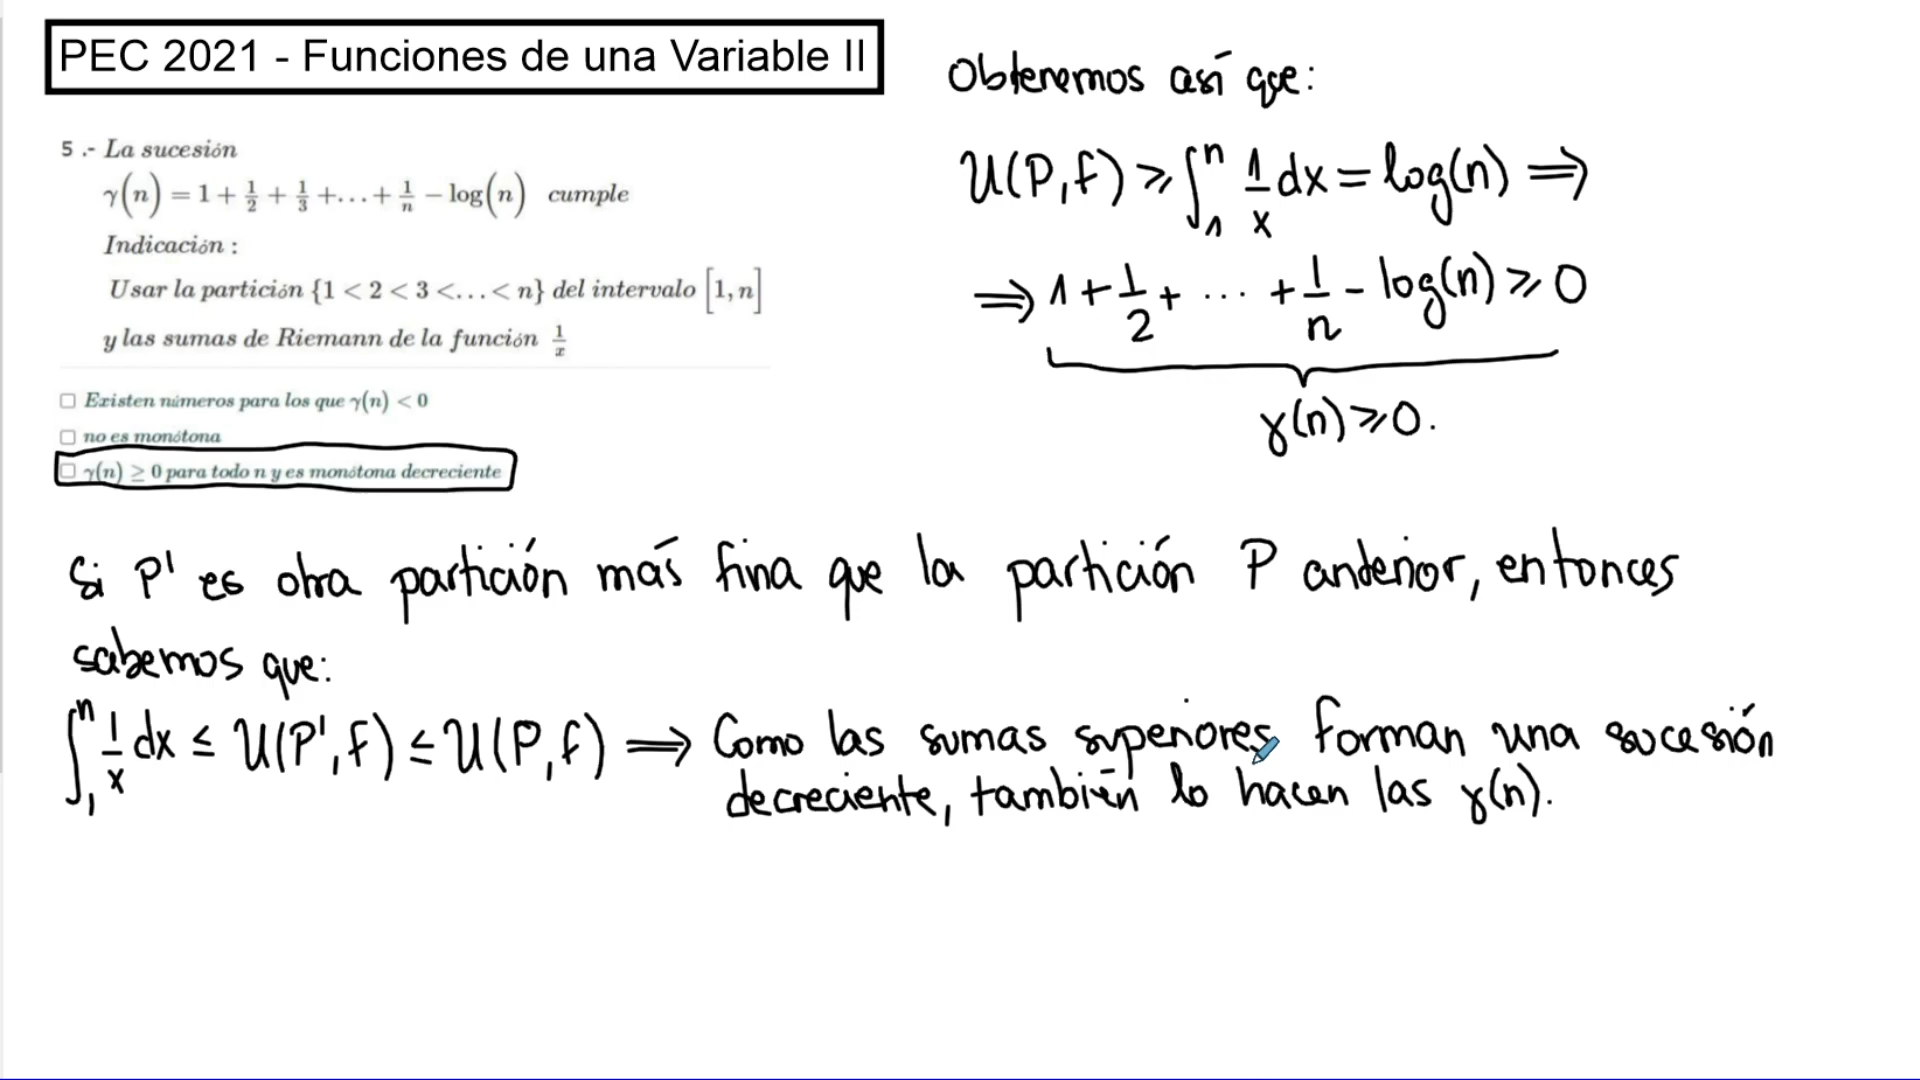 PEC 2021 - Funciones de una Variable II
5 .- La sucesión
γ(n) = 1 + 1/2 + 1/3 + . . . + 1/n − log(n) cumple
Indicación :
Usar la partición {1 < 2 < 3 < . . . < n} del intervalo [1, n]
y las sumas de Riemann de la función 1/x
Existen números para los que γ(n) < 0
no es monótona
γ(n) ≥ 0 para todo n y es monótona decreciente
Obtenemos así que:
U(P,f) ≥ ∫₁ⁿ 1/x dx = log(n) ⟹
⟹ 1 + 1/2 + ... + 1/n − log(n) ≥ 0
γ(n) ≥ 0.
Si P' es otra partición más fina que la partición P anterior, entonces
sabemos que:
∫₁ⁿ 1/x dx ≤ U(P',f) ≤ U(P,f) ⟹ Como las sumas superiores forman una sucesión
decreciente, también lo hacen las γ(n).